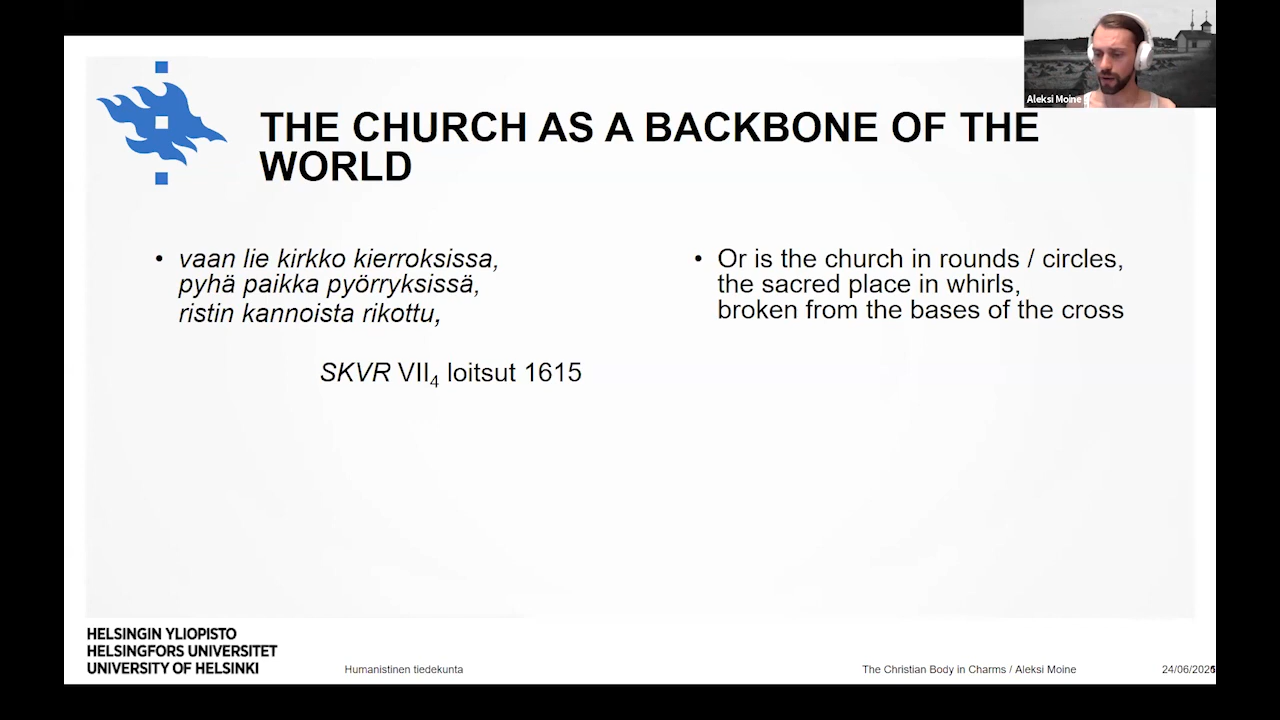 Aleksi Moine
THE CHURCH AS A BACKBONE OF THE
WORLD
• vaan lie kirkko kierroksissa,
pyhä paikka pyörryksissä,
ristin kannoista rikottu,
SKVR VII4 loitsut 1615
• Or is the church in rounds / circles,
the sacred place in whirls,
broken from the bases of the cross
HELSINGIN YLIOPISTO
HELSINGFORS UNIVERSITET
UNIVERSITY OF HELSINKI
Humanistinen tiedekunta
The Christian Body in Charms / Aleksi Moine